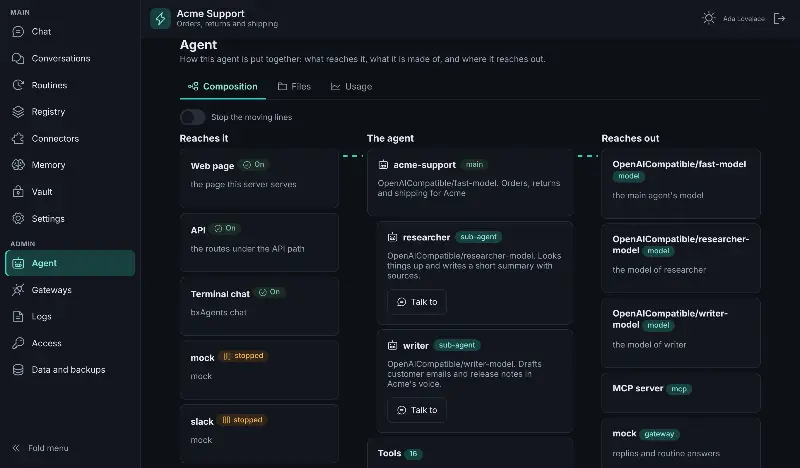 MAIN
Chat
Conversations
Routines
Registry
Connectors
Memory
Vault
Settings
ADMIN
Agent
Gateways
Logs
Access
Data and backups
Fold menu
Acme Support
Orders, returns and shipping
Ada Lovelace
Agent
How this agent is put together: what reaches it, what it is made of, and where it reaches out.
Composition
Files
Usage
Stop the moving lines
Reaches it
Web page On
the page this server serves
API On
the routes under the API path
Terminal chat On
bxAgents chat
mock stopped
mock
slack stopped
mock
The agent
acme-support main
OpenAICompatible/fast-model. Orders, returns
and shipping for Acme
researcher sub-agent
OpenAICompatible/researcher-model. Looks
things up and writes a short summary with
sources.
Talk to
writer sub-agent
OpenAICompatible/writer-model. Drafts
customer emails and release notes in
Acme's voice.
Talk to
Tools 16
Reaches out
OpenAICompatible/fast-model
model
the main agent's model
OpenAICompatible/researcher-
model model
the model of researcher
OpenAICompatible/writer-
model model
the model of writer
MCP server mcp
mock gateway
replies and routine answers